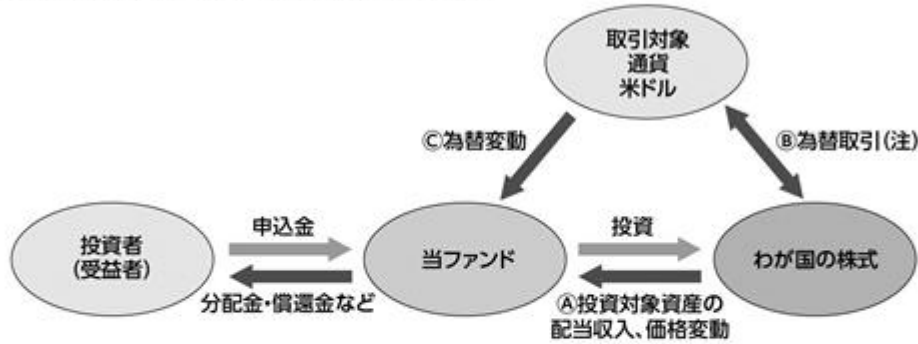 取引対象
通貨
米ドル
Ⓒ為替変動
Ⓑ為替取引(注)
投資者
(受益者)
申込金
分配金・償還金など
当ファンド
投資
Ⓐ投資対象資産の
配当収入、価格変動
わが国の株式